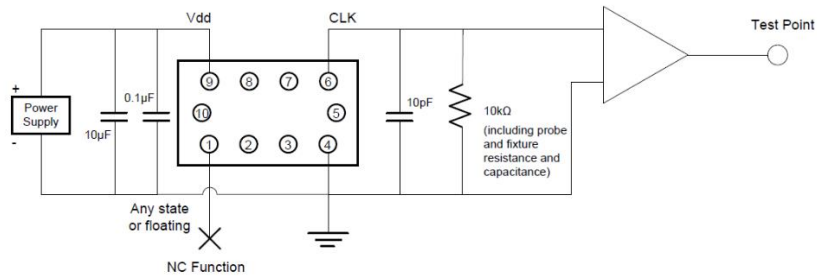 Vdd
CLK
Test Point
+
Power
Supply
-
10µF
0.1µF
9
8
7
6
10
5
1
2
3
4
10pF
10kΩ
(including probe
and fixture
resistance and
capacitance)
Any state
or floating
NC Function